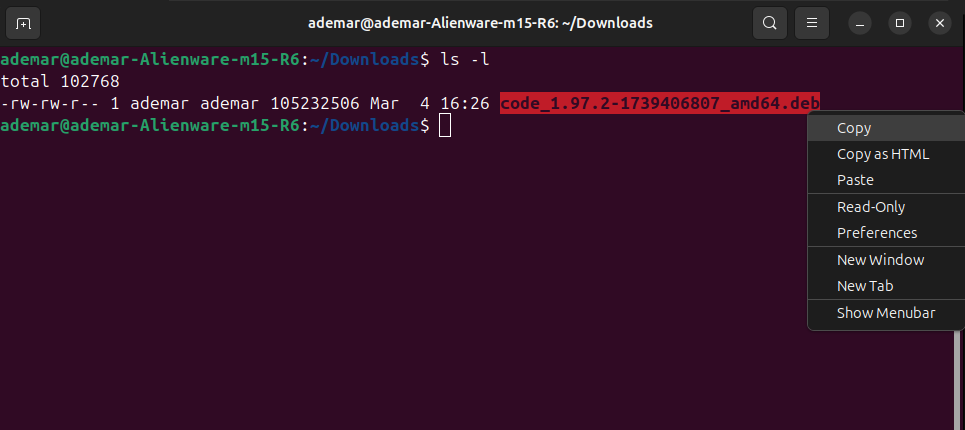 ademar@ademar-Alienware-m15-R6: ~/Downloads
ademar@ademar-Alienware-m15-R6:~/Downloads$ ls -l
total 102768
-rw-rw-r-- 1 ademar ademar 105232506 Mar  4 16:26 code_1.97.2-1739406807_amd64.deb
ademar@ademar-Alienware-m15-R6:~/Downloads$
Copy
Copy as HTML
Paste
Read-Only
Preferences
New Window
New Tab
Show Menubar